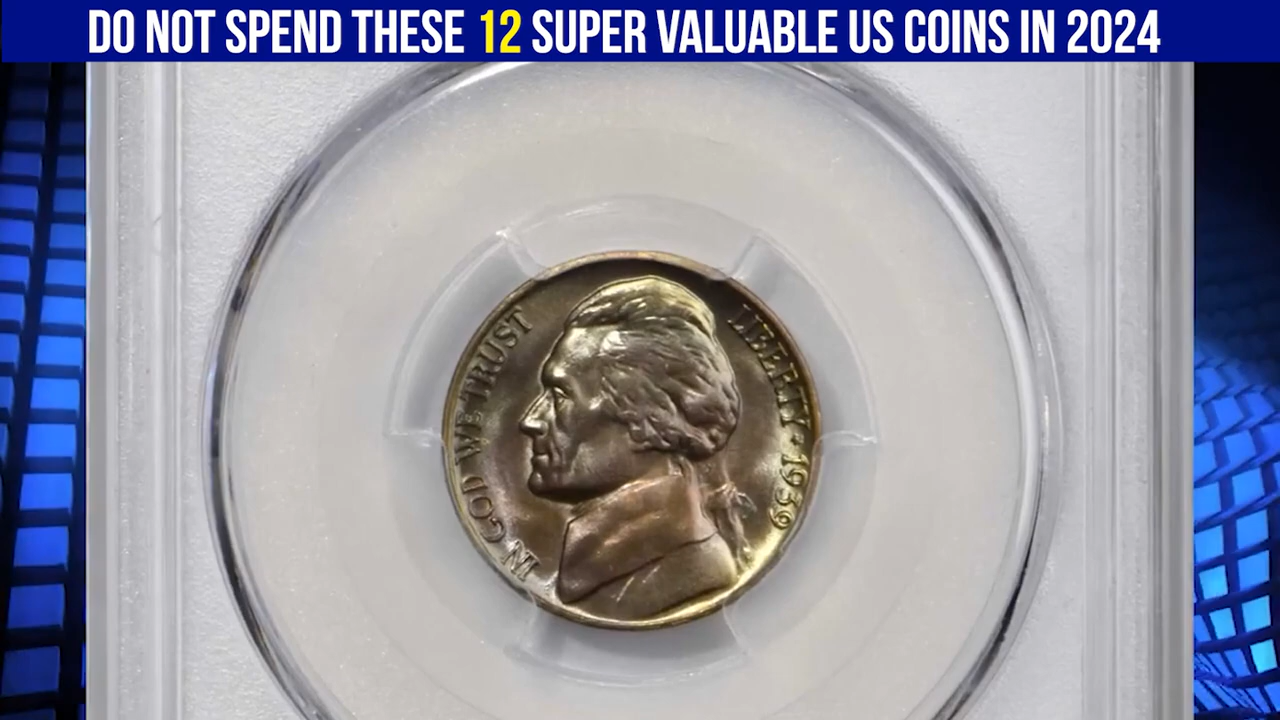 DO NOT SPEND THESE 12 SUPER VALUABLE US COINS IN 2024
IN GOD WE TRUST
LIBERTY · 1939